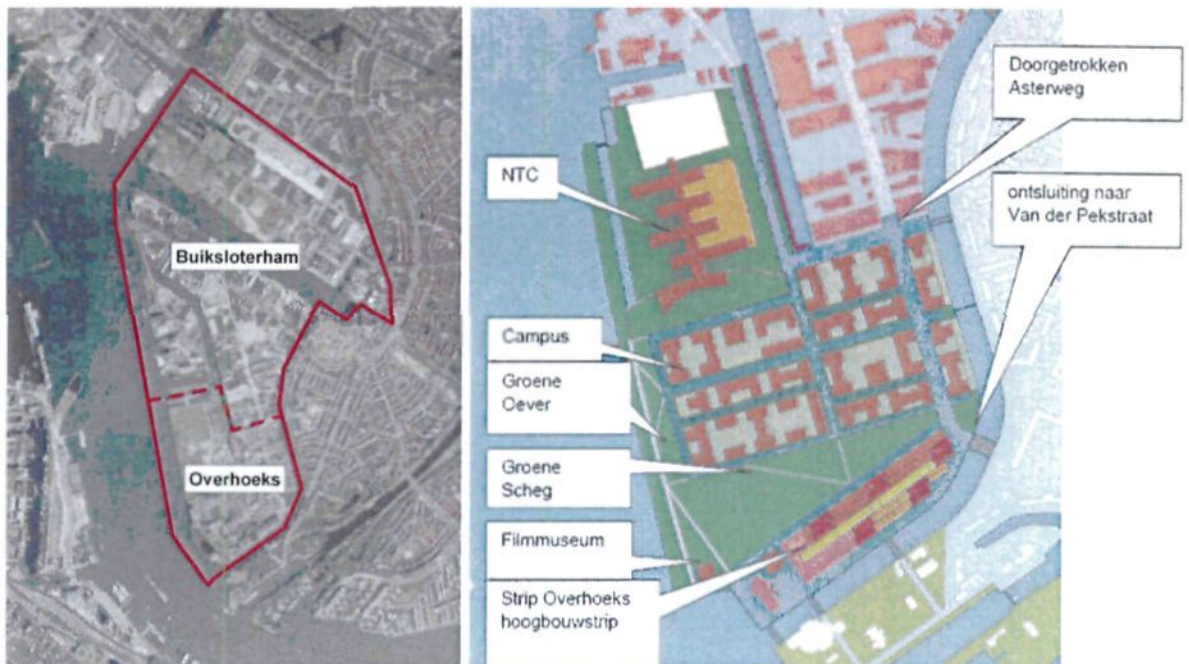 Buiksloterham
Overhoeks
Doorgetrokken
Asterweg
NTC
ontsluiting naar
Van der Pekstraat
Campus
Groene
Oever
Groene
Scheg
Filmmuseum
Strip Overhoeks
hoogbouwstrip